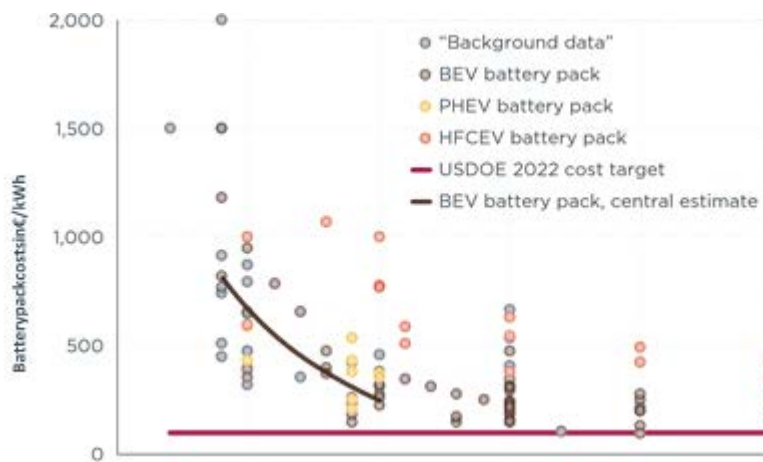 2,000
1,500
1,000
500
0
Batterypackcostsin€/kWh
"Background data"
BEV battery pack
PHEV battery pack
HFCEV battery pack
USDOE 2022 cost target
BEV battery pack, central estimate